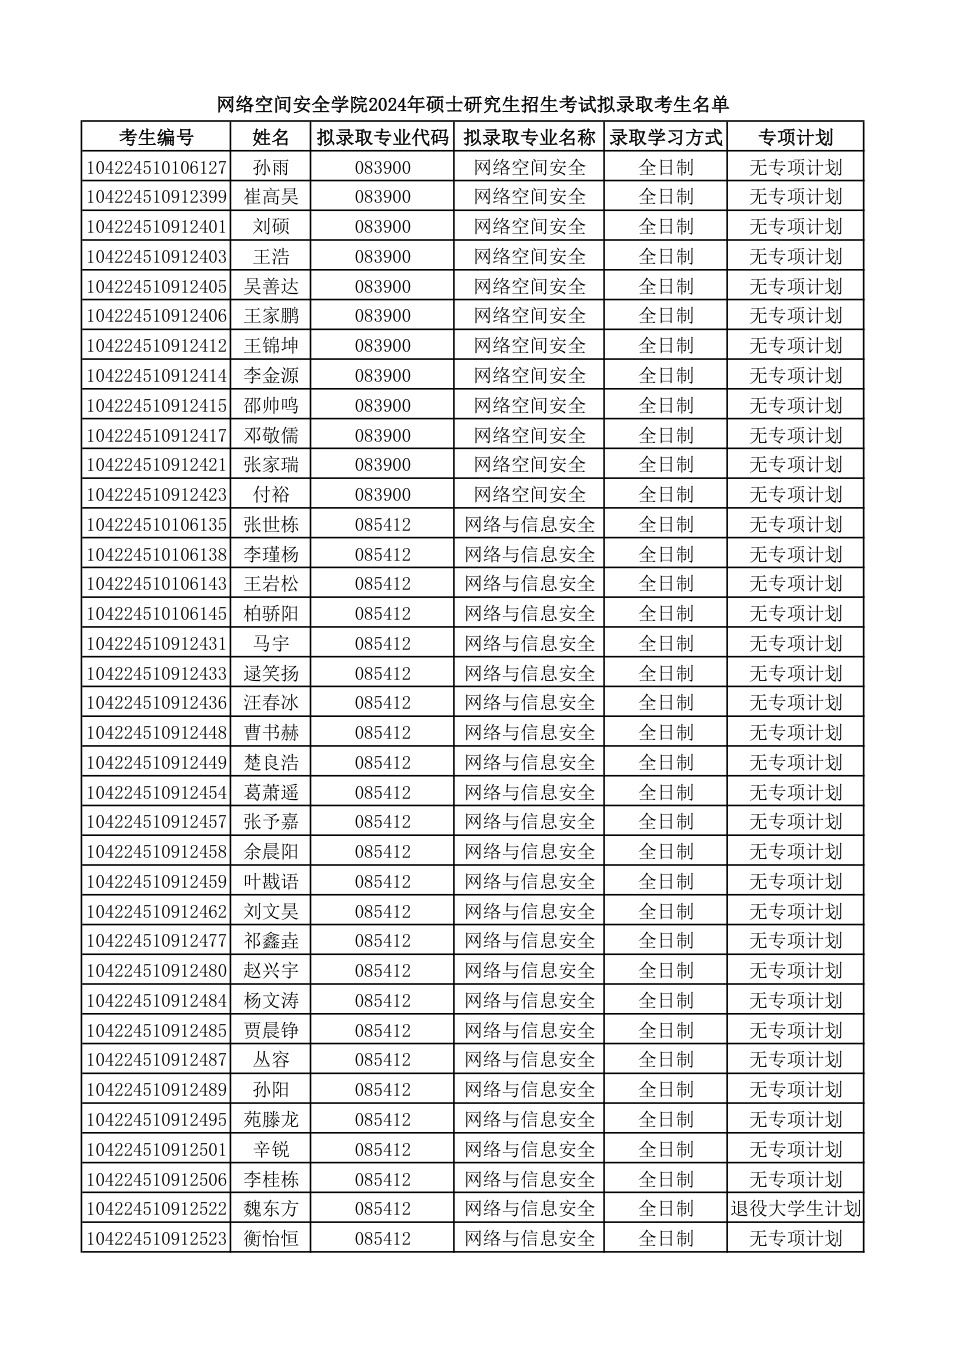 网络空间安全学院2024年硕士研究生招生考试拟录取考生名单
考生编号 姓名 拟录取专业代码 拟录取专业名称 录取学习方式 专项计划
104224510106127 孙雨 083900 网络空间安全 全日制 无专项计划
104224510912399 崔高昊 083900 网络空间安全 全日制 无专项计划
104224510912401 刘硕 083900 网络空间安全 全日制 无专项计划
104224510912403 王浩 083900 网络空间安全 全日制 无专项计划
104224510912405 吴善达 083900 网络空间安全 全日制 无专项计划
104224510912406 王家鹏 083900 网络空间安全 全日制 无专项计划
104224510912412 王锦坤 083900 网络空间安全 全日制 无专项计划
104224510912414 李金源 083900 网络空间安全 全日制 无专项计划
104224510912415 邵帅鸣 083900 网络空间安全 全日制 无专项计划
104224510912417 邓敬儒 083900 网络空间安全 全日制 无专项计划
104224510912421 张家瑞 083900 网络空间安全 全日制 无专项计划
104224510912423 付裕 083900 网络空间安全 全日制 无专项计划
104224510106135 张世栋 085412 网络与信息安全 全日制 无专项计划
104224510106138 李瑾杨 085412 网络与信息安全 全日制 无专项计划
104224510106143 王岩松 085412 网络与信息安全 全日制 无专项计划
104224510106145 柏骄阳 085412 网络与信息安全 全日制 无专项计划
104224510912431 马宇 085412 网络与信息安全 全日制 无专项计划
104224510912433 逯笑扬 085412 网络与信息安全 全日制 无专项计划
104224510912436 汪春冰 085412 网络与信息安全 全日制 无专项计划
104224510912448 曹书赫 085412 网络与信息安全 全日制 无专项计划
104224510912449 楚良浩 085412 网络与信息安全 全日制 无专项计划
104224510912454 葛萧遥 085412 网络与信息安全 全日制 无专项计划
104224510912457 张予嘉 085412 网络与信息安全 全日制 无专项计划
104224510912458 余晨阳 085412 网络与信息安全 全日制 无专项计划
104224510912459 叶戡语 085412 网络与信息安全 全日制 无专项计划
104224510912462 刘文昊 085412 网络与信息安全 全日制 无专项计划
104224510912477 祁鑫垚 085412 网络与信息安全 全日制 无专项计划
104224510912480 赵兴宇 085412 网络与信息安全 全日制 无专项计划
104224510912484 杨文涛 085412 网络与信息安全 全日制 无专项计划
104224510912485 贾晨铮 085412 网络与信息安全 全日制 无专项计划
104224510912487 丛容 085412 网络与信息安全 全日制 无专项计划
104224510912489 孙阳 085412 网络与信息安全 全日制 无专项计划
104224510912495 苑滕龙 085412 网络与信息安全 全日制 无专项计划
104224510912501 辛锐 085412 网络与信息安全 全日制 无专项计划
104224510912506 李桂栋 085412 网络与信息安全 全日制 无专项计划
104224510912522 魏东方 085412 网络与信息安全 全日制 退役大学生计划
104224510912523 衡怡恒 085412 网络与信息安全 全日制 无专项计划